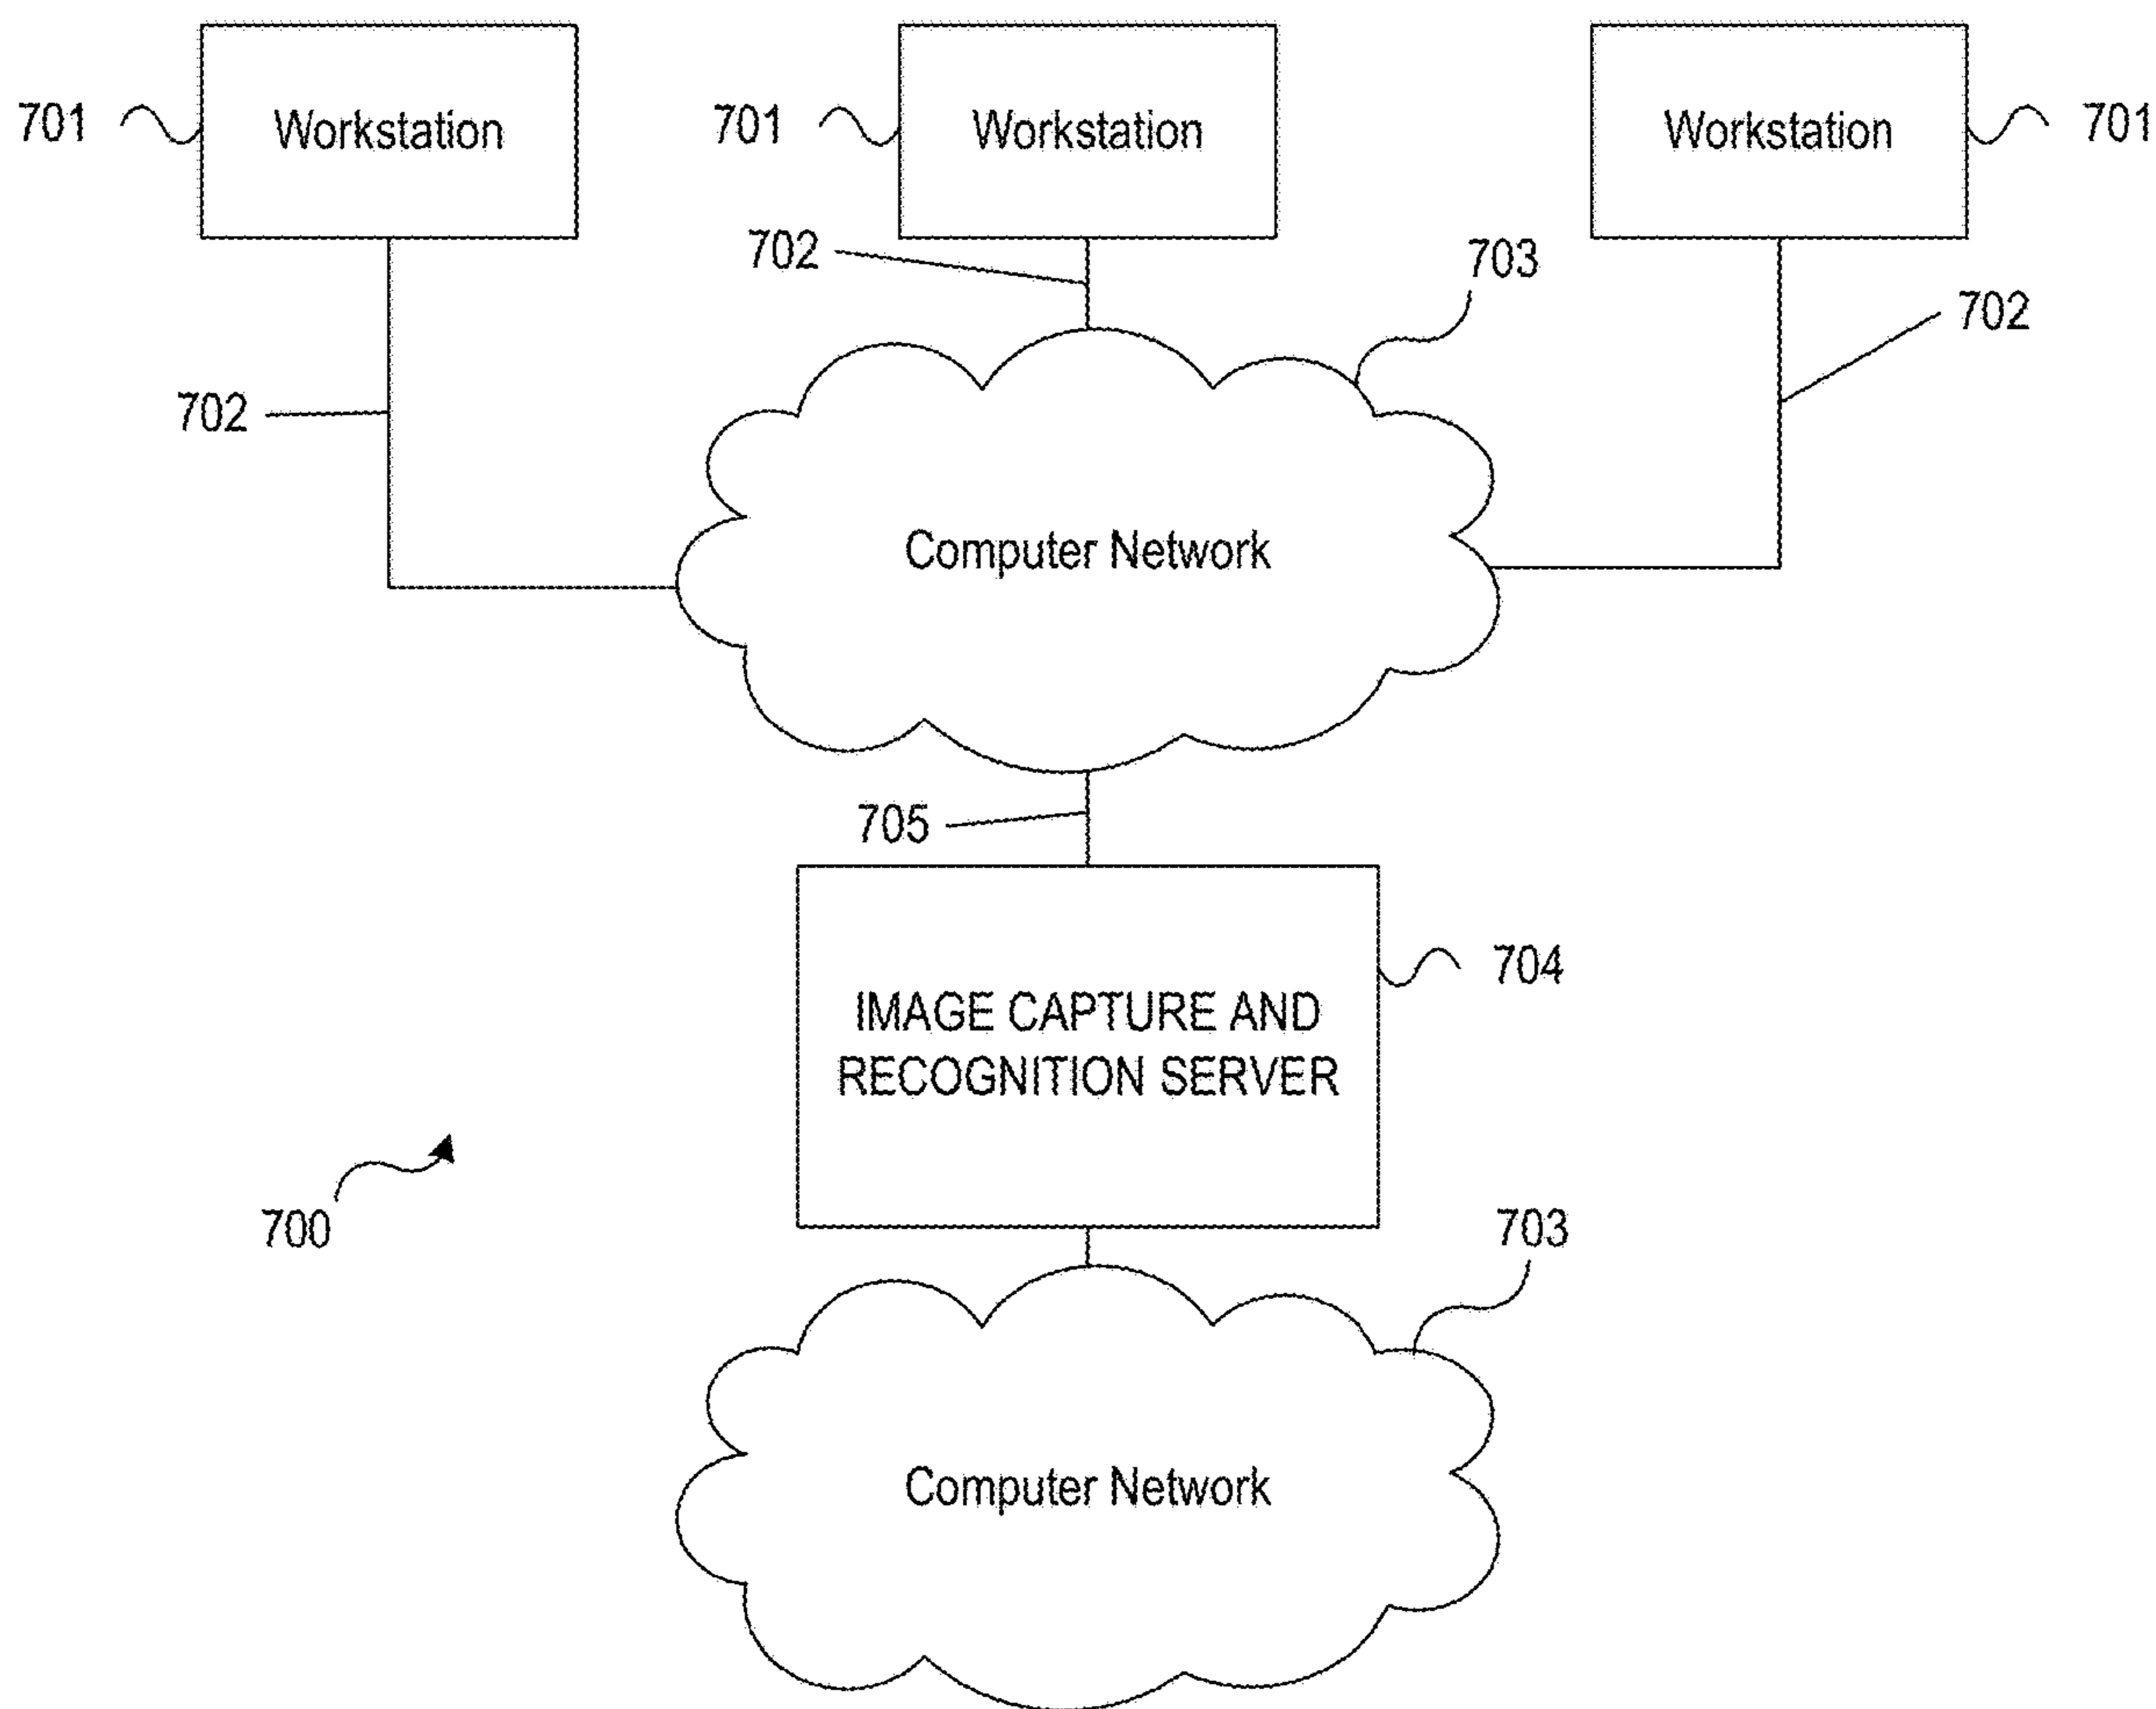 701
Workstation
701
Workstation
Workstation
701
702
703
702
702
Computer Network
705
704
IMAGE CAPTURE AND
RECOGNITION SERVER
700
703
Computer Network